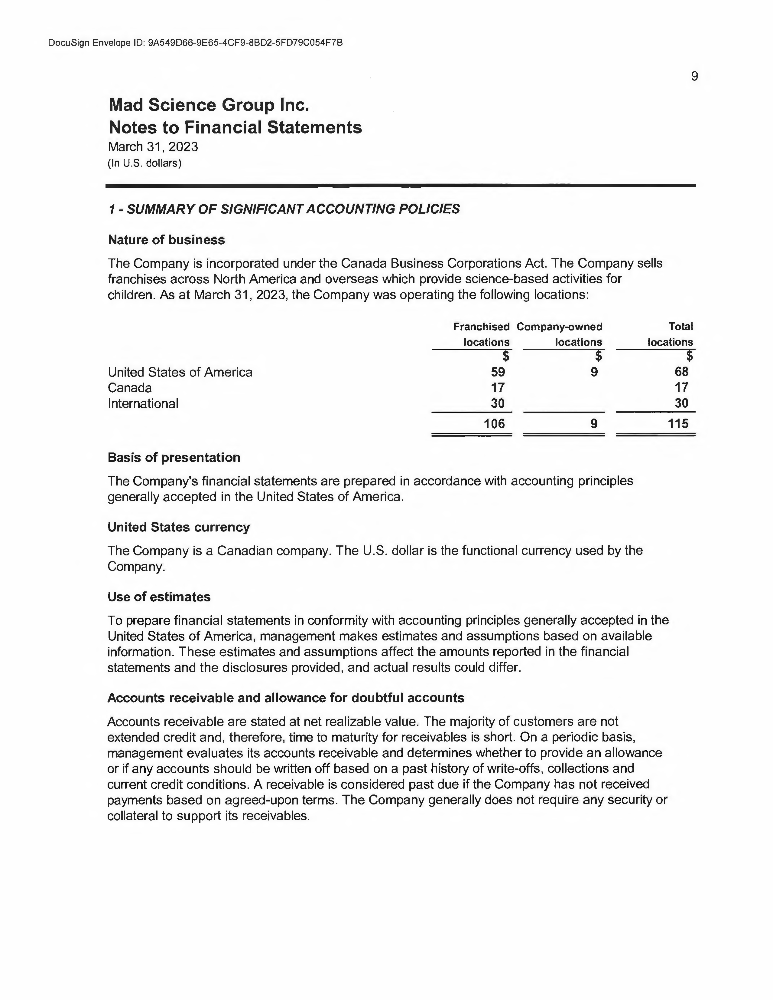 DocuSign Envelope ID: 9A549D66-9E65-4CF9-8BD2-5FD79C054F7B
9
Mad Science Group Inc.
Notes to Financial Statements
March 31, 2023
(In U.S. dollars)
1 - SUMMARY OF SIGNIFICANT ACCOUNTING POLICIES
Nature of business
The Company is incorporated under the Canada Business Corporations Act. The Company sells
franchises across North America and overseas which provide science-based activities for
children. As at March 31, 2023, the Company was operating the following locations:
Franchised Company-owned Total
locations locations locations
$ $ $
United States of America 59 9 68
Canada 17 17
International 30 30
106 9 115
Basis of presentation
The Company's financial statements are prepared in accordance with accounting principles
generally accepted in the United States of America.
United States currency
The Company is a Canadian company. The U.S. dollar is the functional currency used by the
Company.
Use of estimates
To prepare financial statements in conformity with accounting principles generally accepted in the
United States of America, management makes estimates and assumptions based on available
information. These estimates and assumptions affect the amounts reported in the financial
statements and the disclosures provided, and actual results could differ.
Accounts receivable and allowance for doubtful accounts
Accounts receivable are stated at net realizable value. The majority of customers are not
extended credit and, therefore, time to maturity for receivables is short. On a periodic basis,
management evaluates its accounts receivable and determines whether to provide an allowance
or if any accounts should be written off based on a past history of write-offs, collections and
current credit conditions. A receivable is considered past due if the Company has not received
payments based on agreed-upon terms. The Company generally does not require any security or
collateral to support its receivables.